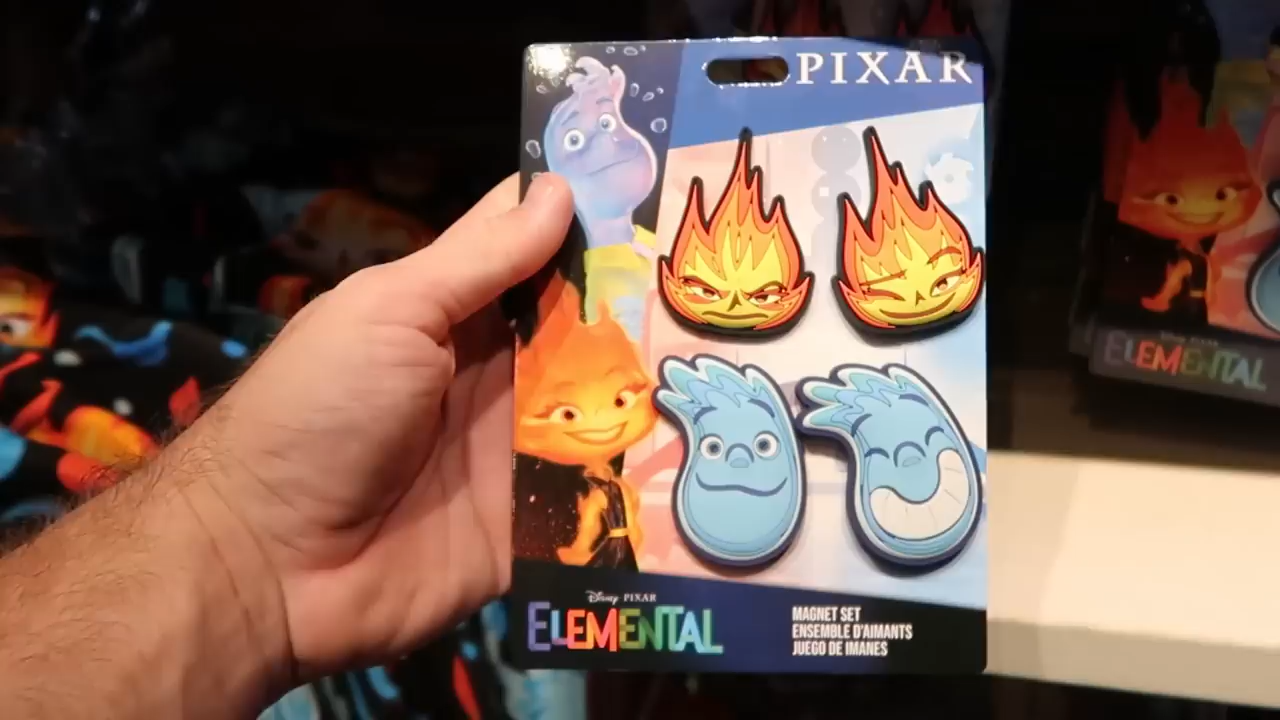 PIXAR
Disney PIXAR
ELEMENTAL
MAGNET SET
ENSEMBLE D'AIMANTS
JUEGO DE IMANES
ELEMENTAL